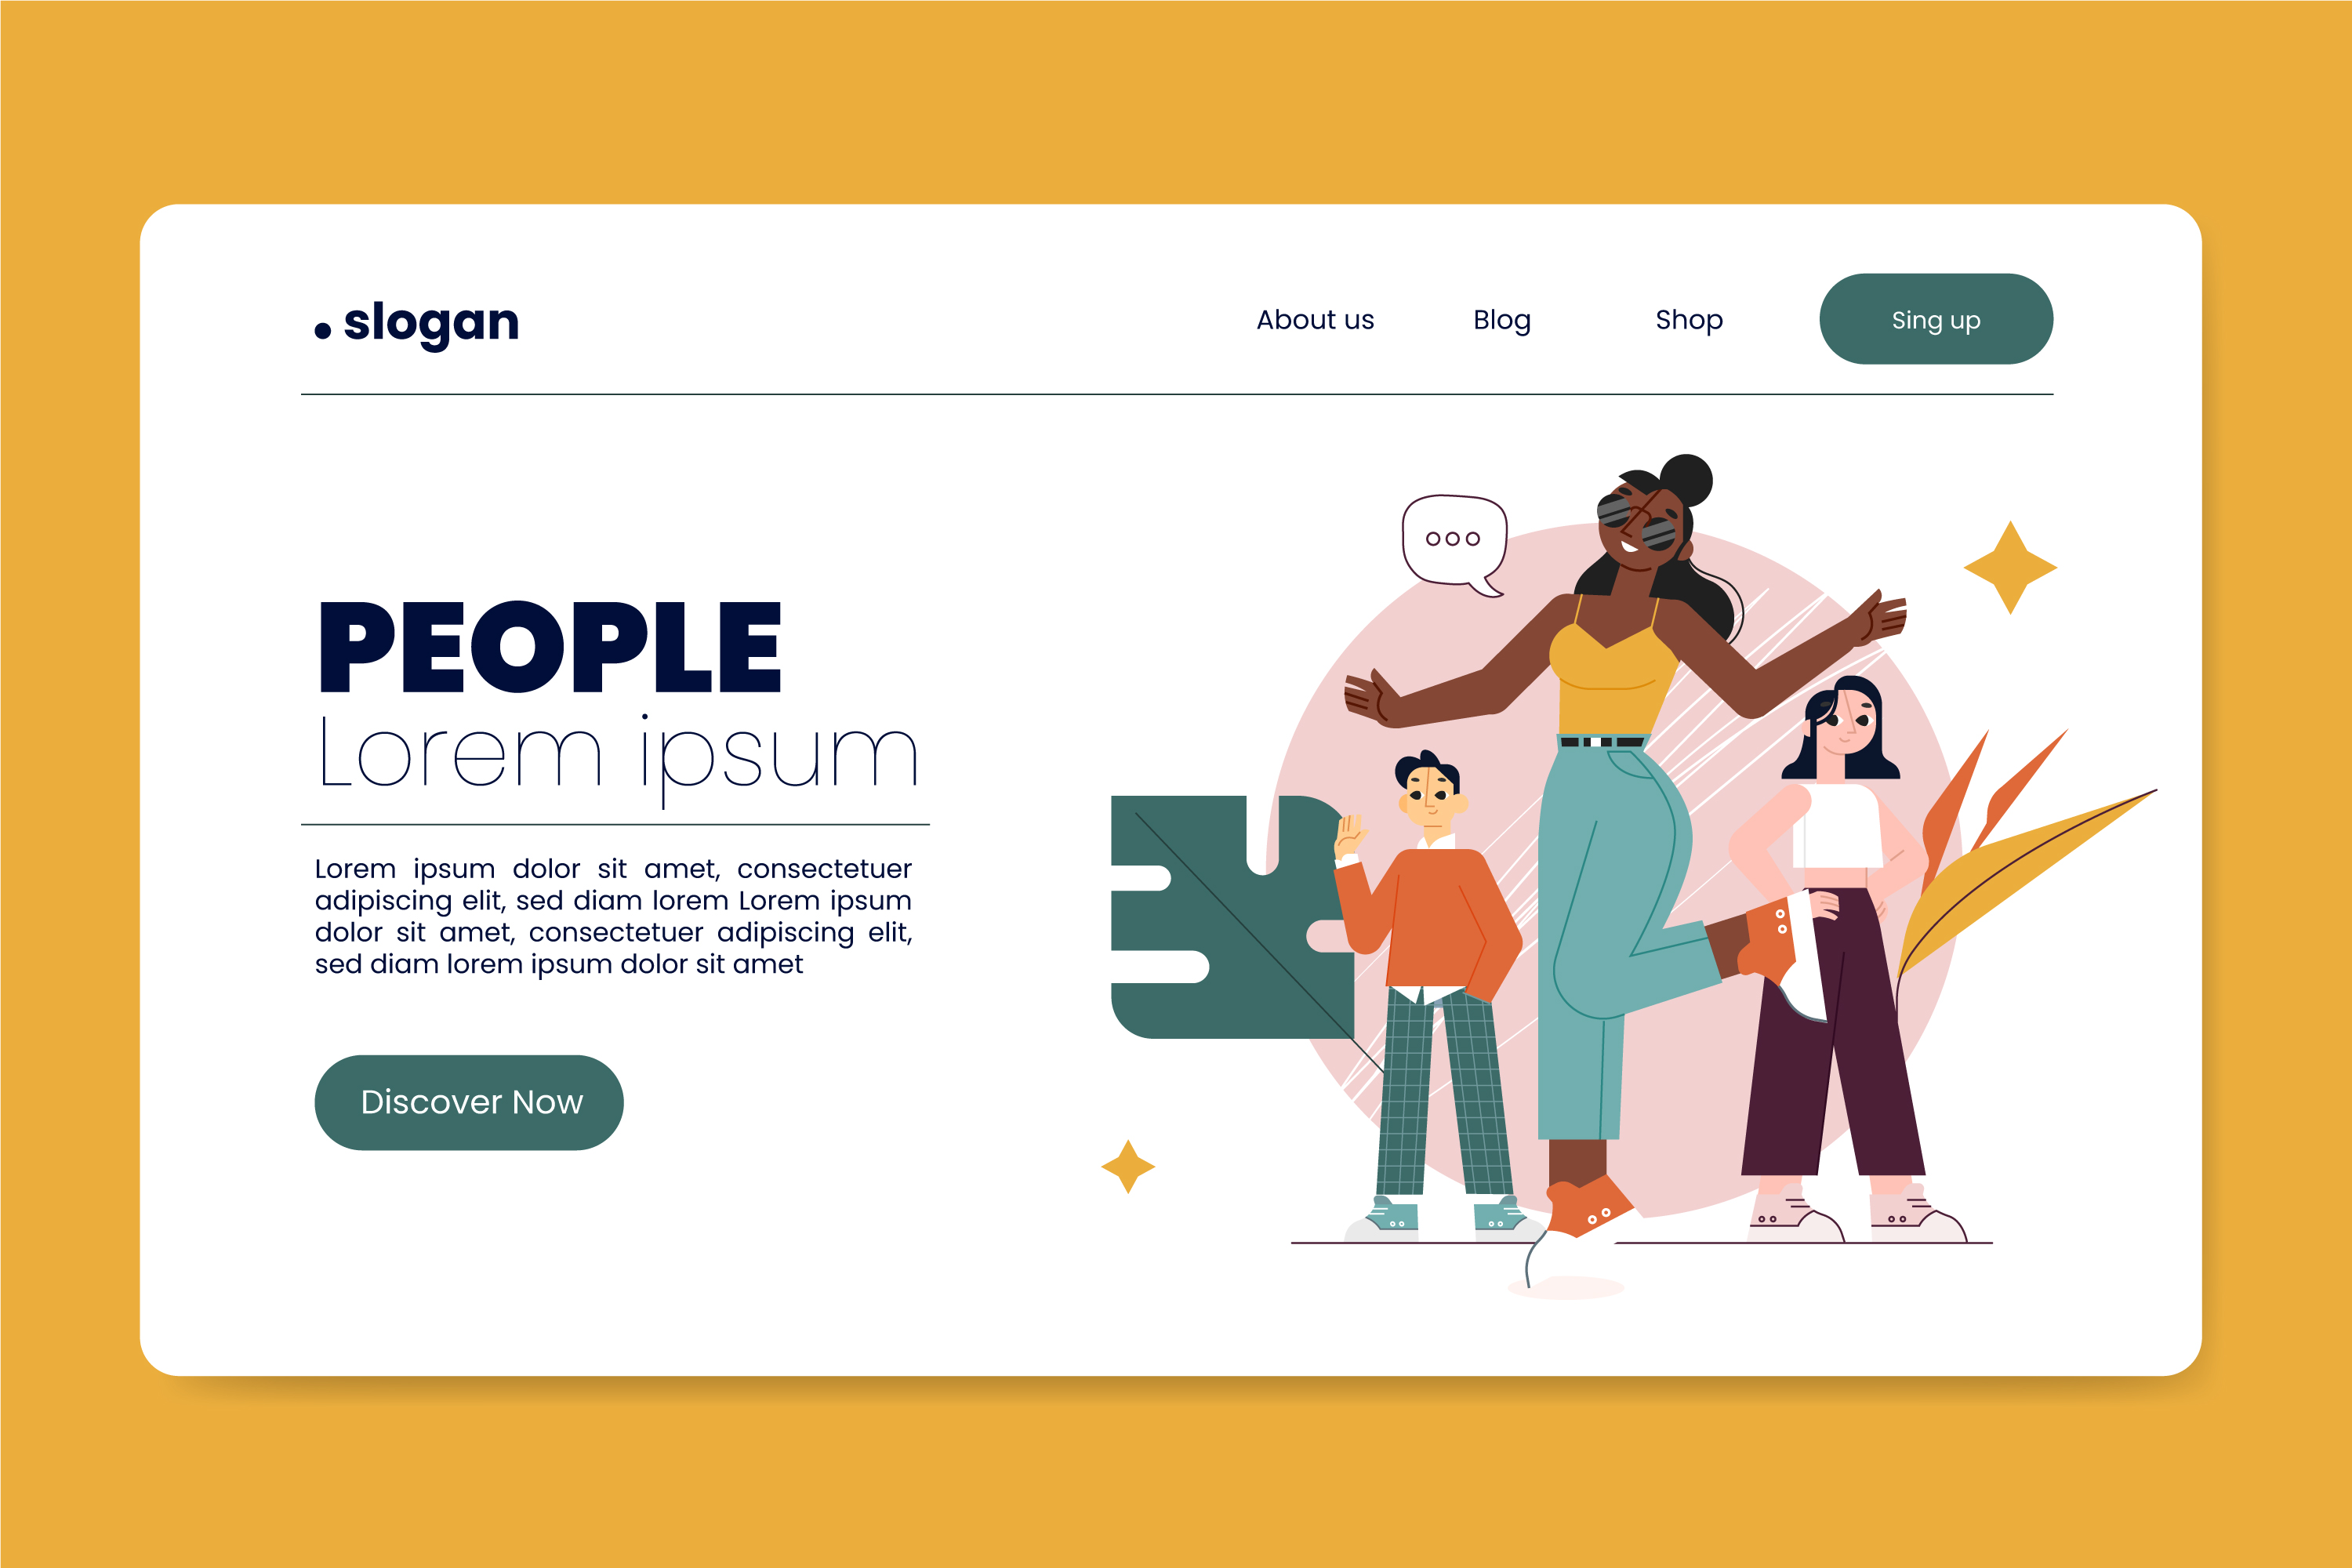 slogan
About us
Blog
Shop
Sing up
PEOPLE
Lorem ipsum
Lorem ipsum dolor sit amet, consectetuer
adipiscing elit, sed diam lorem Lorem ipsum
dolor sit amet, consectetuer adipiscing elit,
sed diam lorem ipsum dolor sit amet
Discover Now